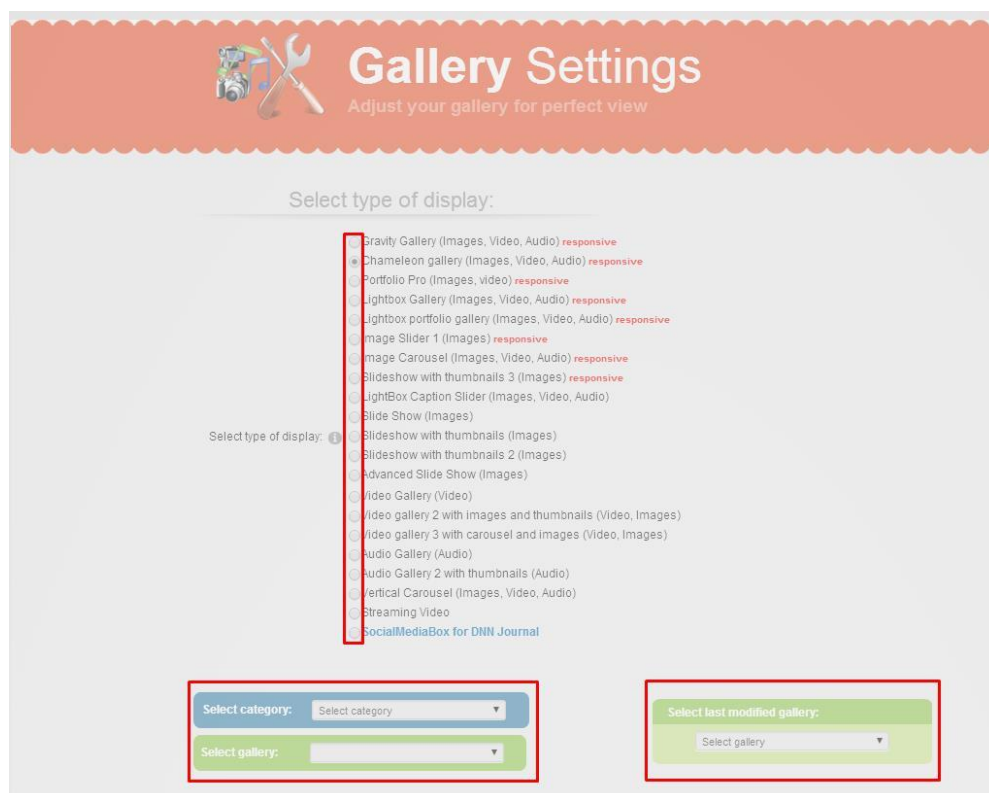 Gallery Settings
Adjust your gallery for perfect view
Select type of display:
Gravity Gallery (Images, Video, Audio) responsive
Chameleon gallery (Images, Video, Audio) responsive
Portfolio Pro (Images, video) responsive
Lightbox Gallery (Images, Video, Audio) responsive
Lightbox portfolio gallery (Images, Video, Audio) responsive
Image Slider 1 (Images) responsive
Image Carousel (Images, Video, Audio) responsive
Slideshow with thumbnails 3 (Images) responsive
LightBox Caption Slider (Images, Video, Audio)
Slide Show (Images)
Select type of display: Slideshow with thumbnails (Images)
Slideshow with thumbnails 2 (Images)
Advanced Slide Show (Images)
Video Gallery (Video)
Video gallery 2 with images and thumbnails (Video, Images)
Video gallery 3 with carousel and images (Video, Images)
Audio Gallery (Audio)
Audio Gallery 2 with thumbnails (Audio)
Vertical Carousel (Images, Video, Audio)
Streaming Video
SocialMediaBox for DNN Journal
Select category: Select category
Select gallery:
Select last modified gallery:
Select gallery